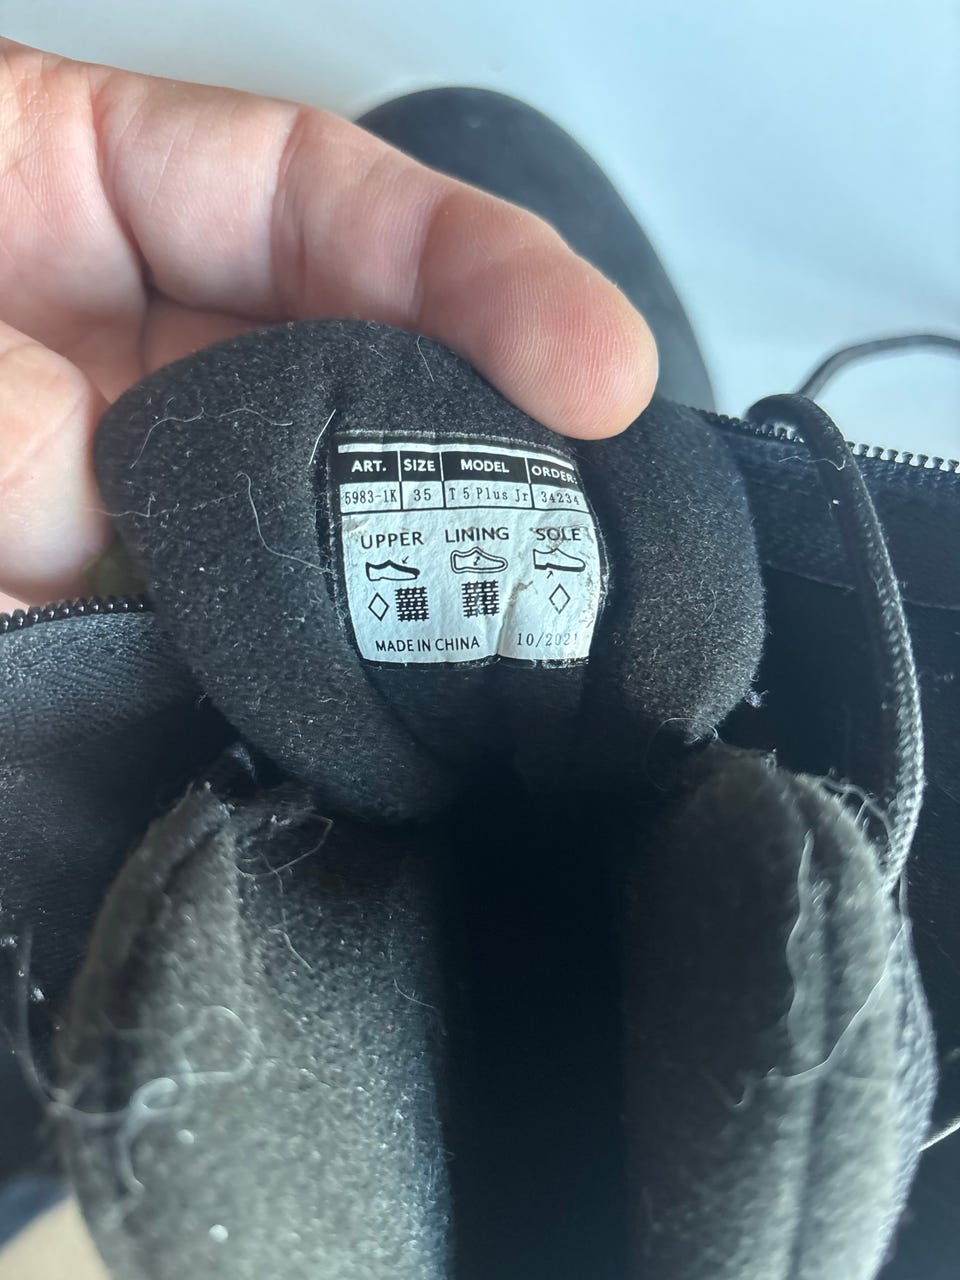 ART. SIZE MODEL ORDER:
5983-1K 35 T 5 Plus Jr 34234
UPPER LINING SOLE
MADE IN CHINA 10/2021